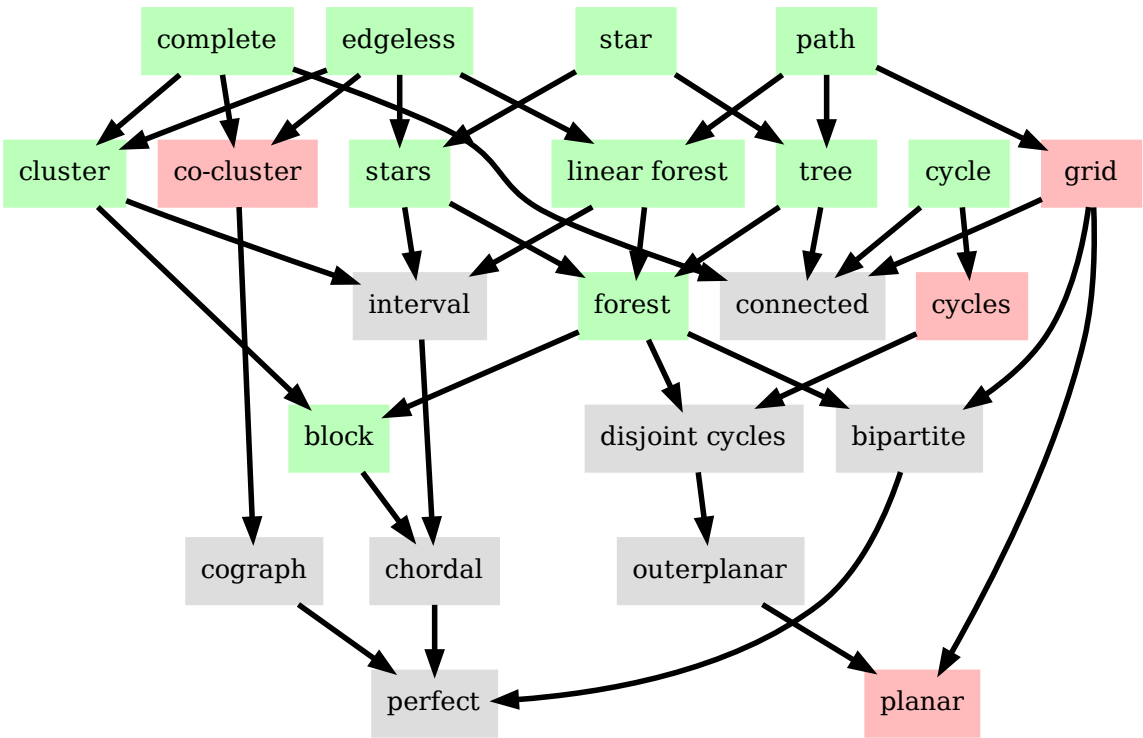 complete
edgeless
star
path
cluster
co-cluster
stars
linear forest
tree
cycle
grid
interval
forest
connected
cycles
block
disjoint cycles
bipartite
cograph
chordal
outerplanar
perfect
planar